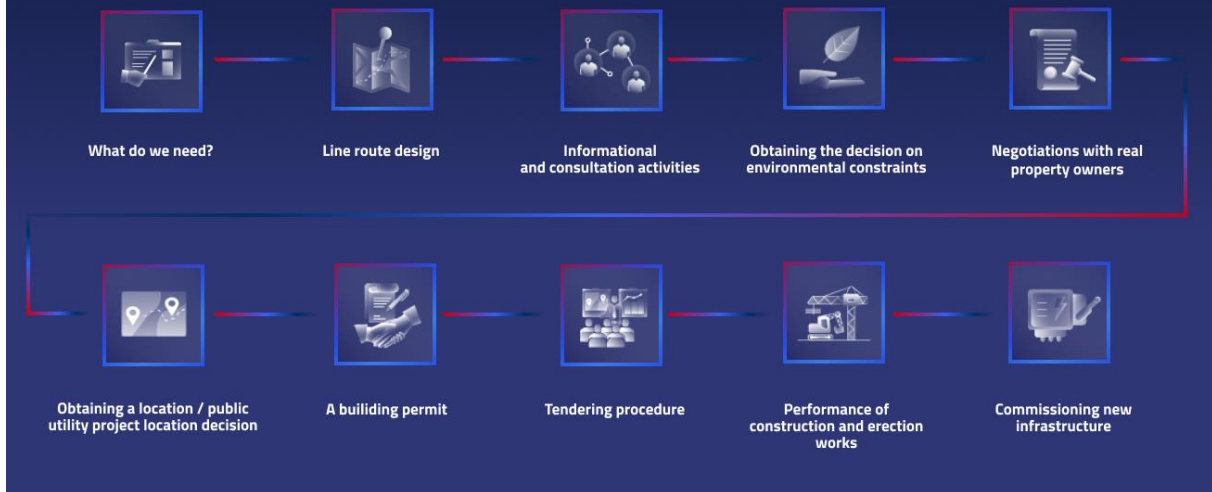 What do we need?
Line route design
Informational
and consultation activities
Obtaining the decision on
environmental constraints
Negotiations with real
property owners
Obtaining a location / public
utility project location decision
A builiding permit
Tendering procedure
Performance of
construction and erection
works
Commissioning new
infrastructure